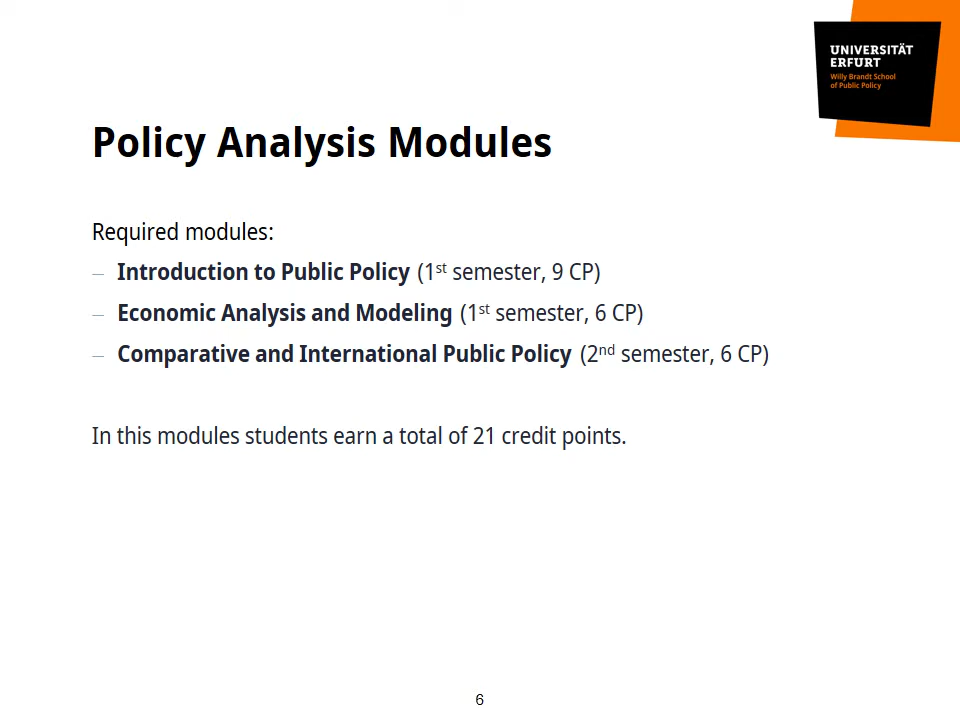 UNIVERSITÄT
ERFURT
Willy Brandt School
of Public Policy
Policy Analysis Modules
Required modules:
– Introduction to Public Policy (1st semester, 9 CP)
– Economic Analysis and Modeling (1st semester, 6 CP)
– Comparative and International Public Policy (2nd semester, 6 CP)
In this modules students earn a total of 21 credit points.
6